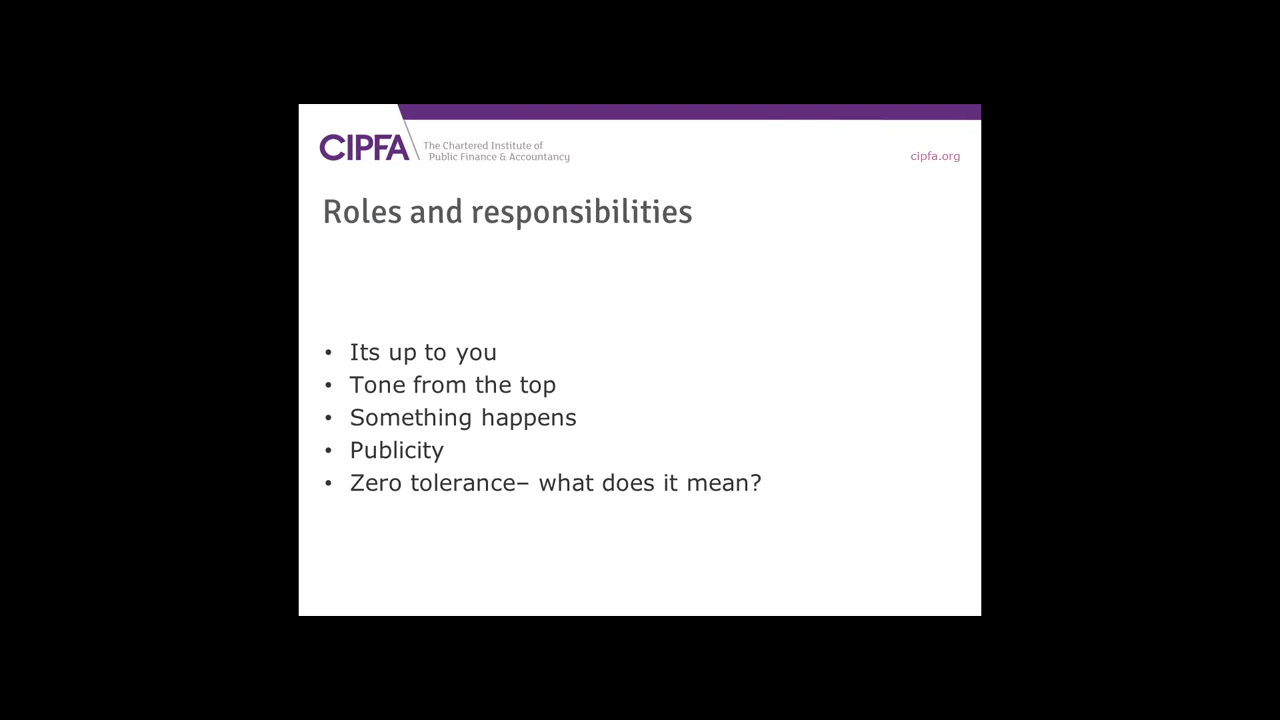 CIPFA
The Chartered Institute of
Public Finance & Accountancy
cipfa.org
Roles and responsibilities
• Its up to you
• Tone from the top
• Something happens
• Publicity
• Zero tolerance– what does it mean?